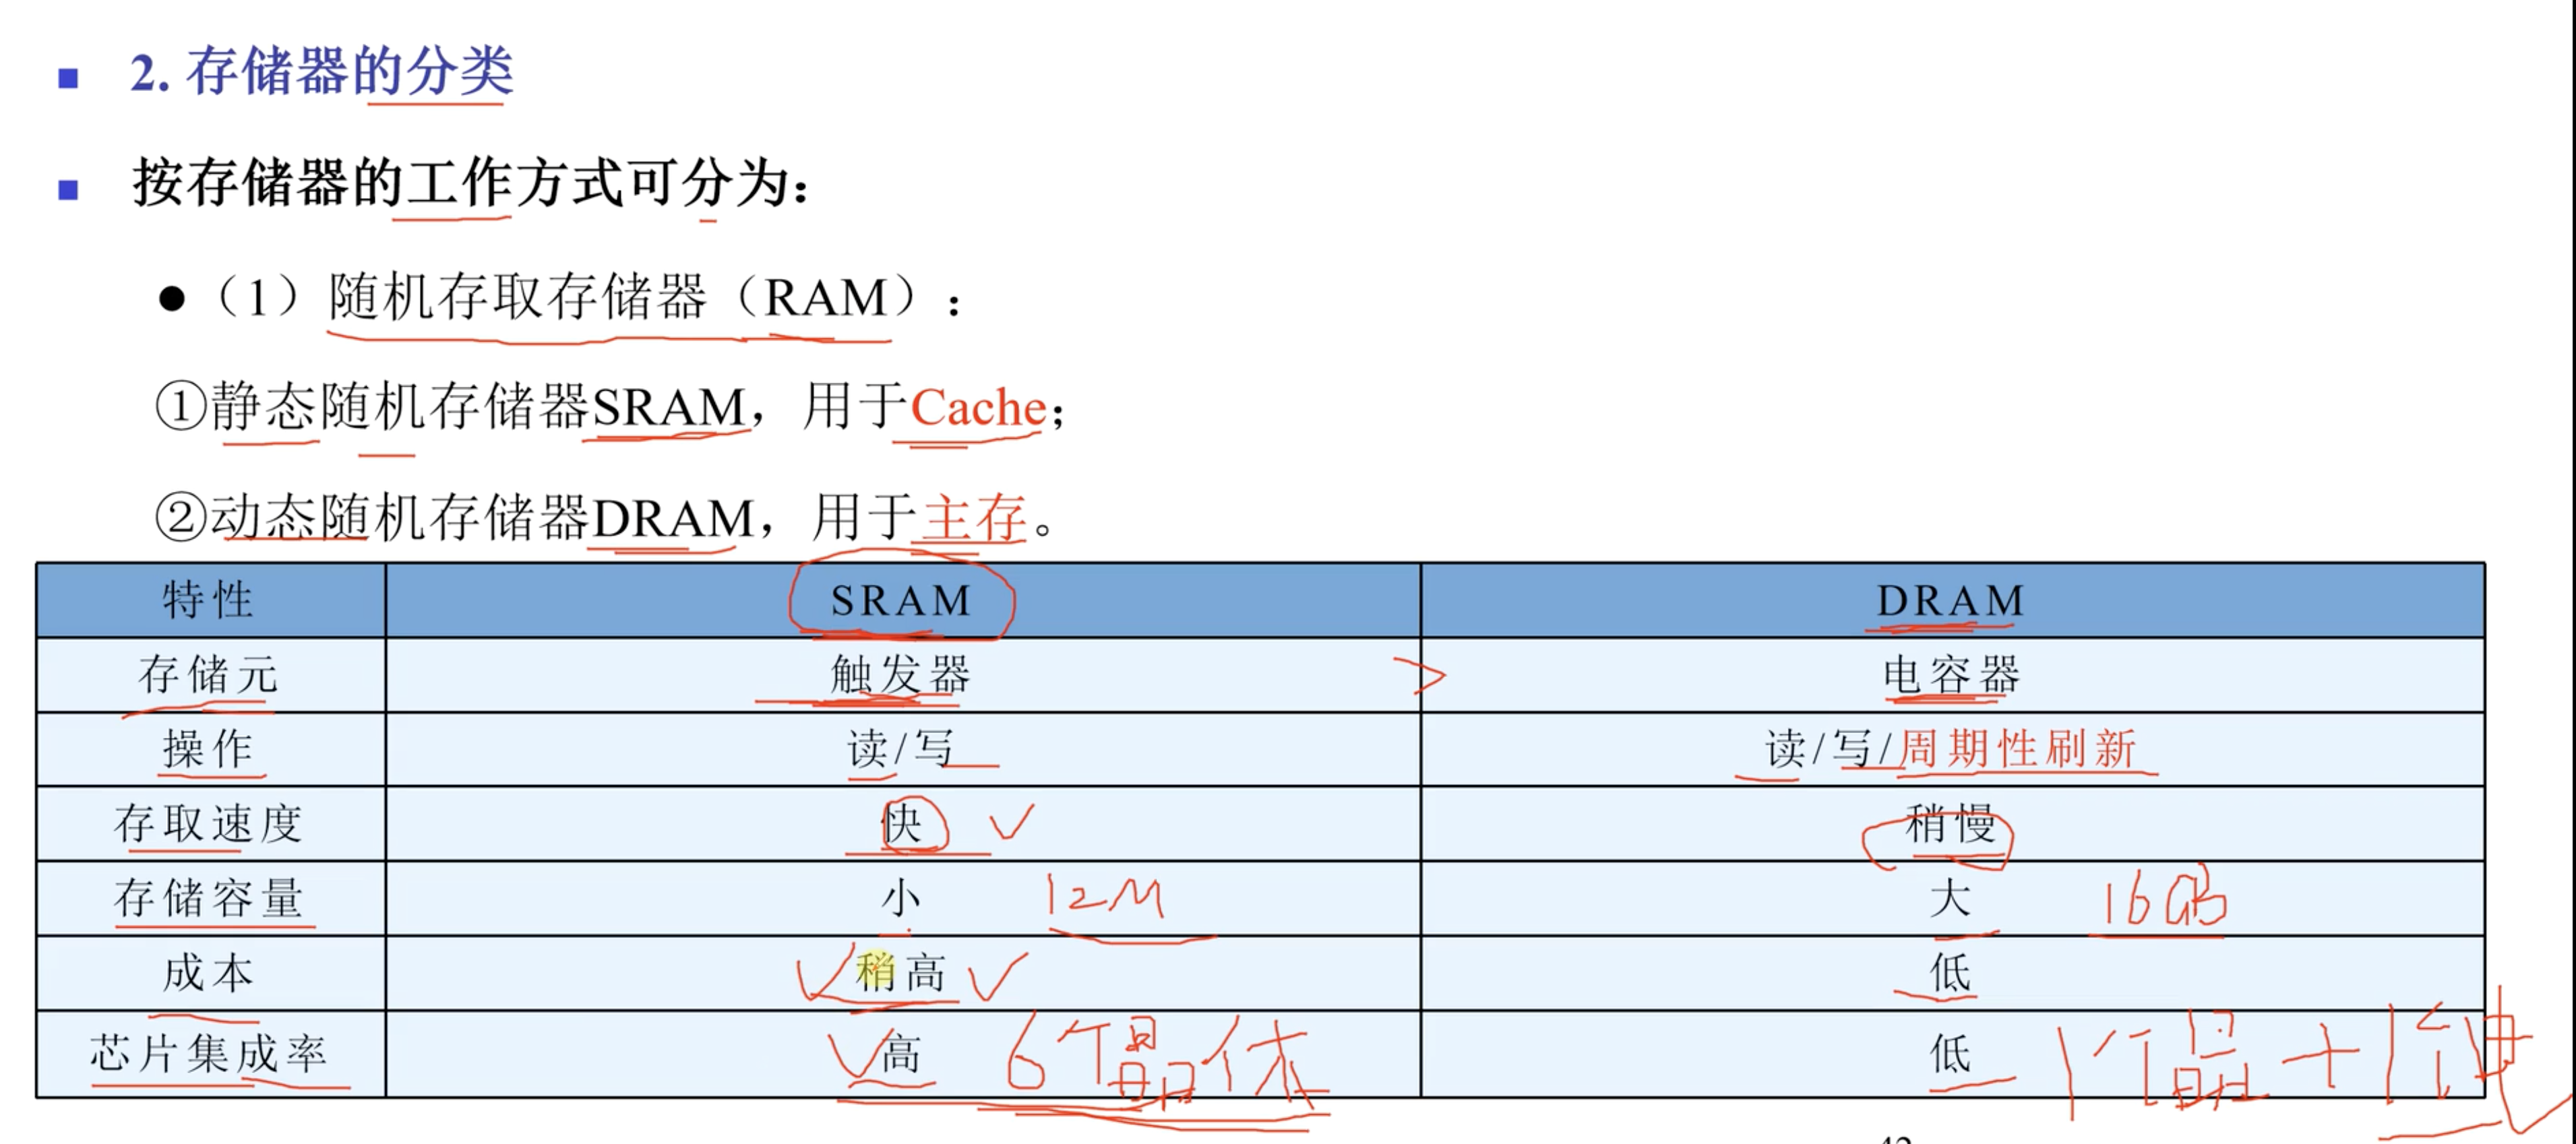 2. 存储器的分类
按存储器的工作方式可分为：
（1）随机存取存储器（RAM）：
①静态随机存储器SRAM，用于Cache；
②动态随机存储器DRAM，用于主存。
特性 SRAM DRAM
存储元 触发器 > 电容器
操作 读/写 读/写/周期性刷新
存取速度 快 稍慢
存储容量 小 12M 大 16GB
成本 稍高 低
芯片集成率 高 6个晶体 低 1个晶+1个电